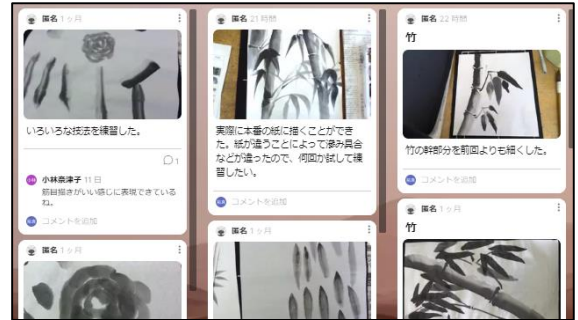 匿名 1ヶ月
いろいろな技法を練習した。
1
小林奈津子 11日
筋目描きがいい感じに表現できている
ね。
コメントを追加
匿名 1ヶ月
匿名 21時間
実際に本番の紙に描くことができ
た。紙が違うことによって滲み具合
などが違ったので、何回か試して練
習したい。
コメントを追加
匿名 1ヶ月
匿名 22時間
竹
竹の幹部分を前回よりも細くした。
コメントを追加
匿名 1ヶ月
竹